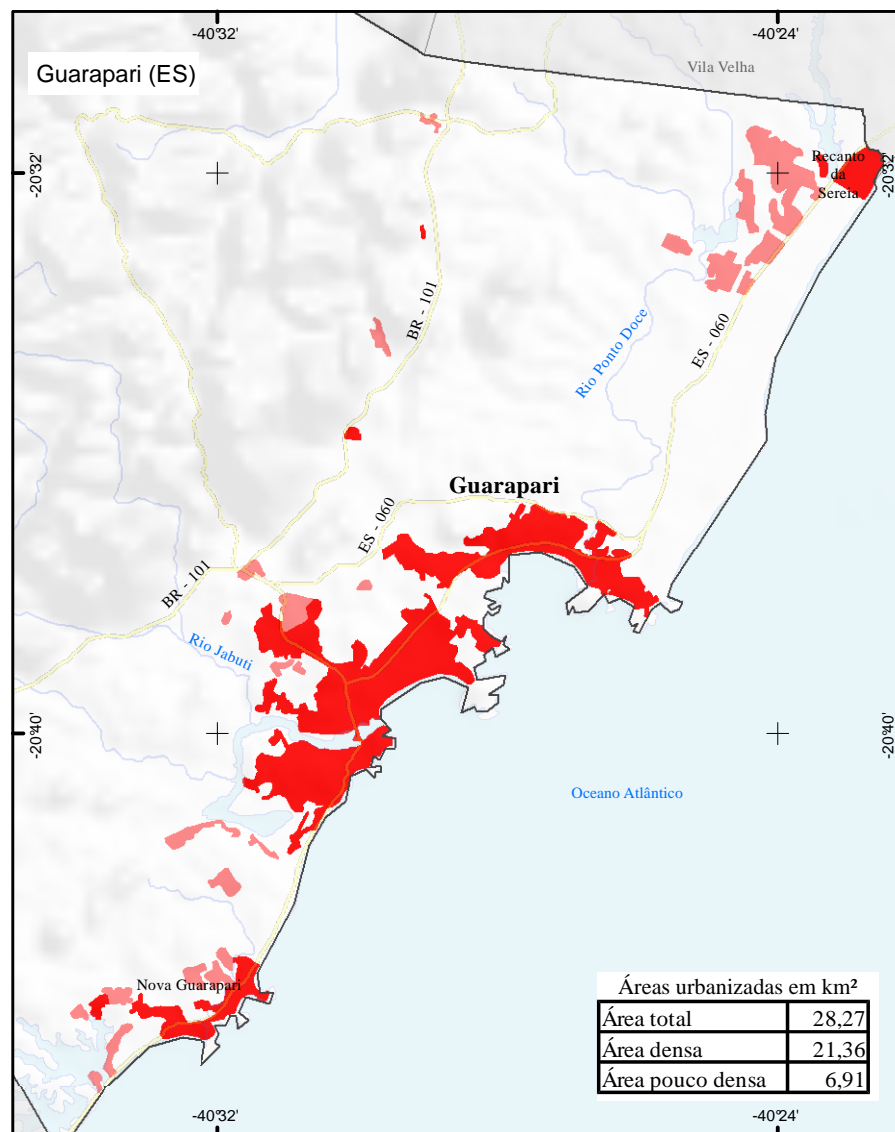 -40°32'
-40°24'
Guarapari (ES)
Vila Velha
-20°32'
Recanto
da
Sereia
-20°32'
BR - 101
Rio Ponto Doce
ES - 060
Guarapari
ES - 060
BR - 101
Rio Jabuti
-20°40'
-20°40'
Oceano Atlântico
Nova Guarapari
Áreas urbanizadas em km²
Área total 28,27
Área densa 21,36
Área pouco densa 6,91
-40°32'
-40°24'